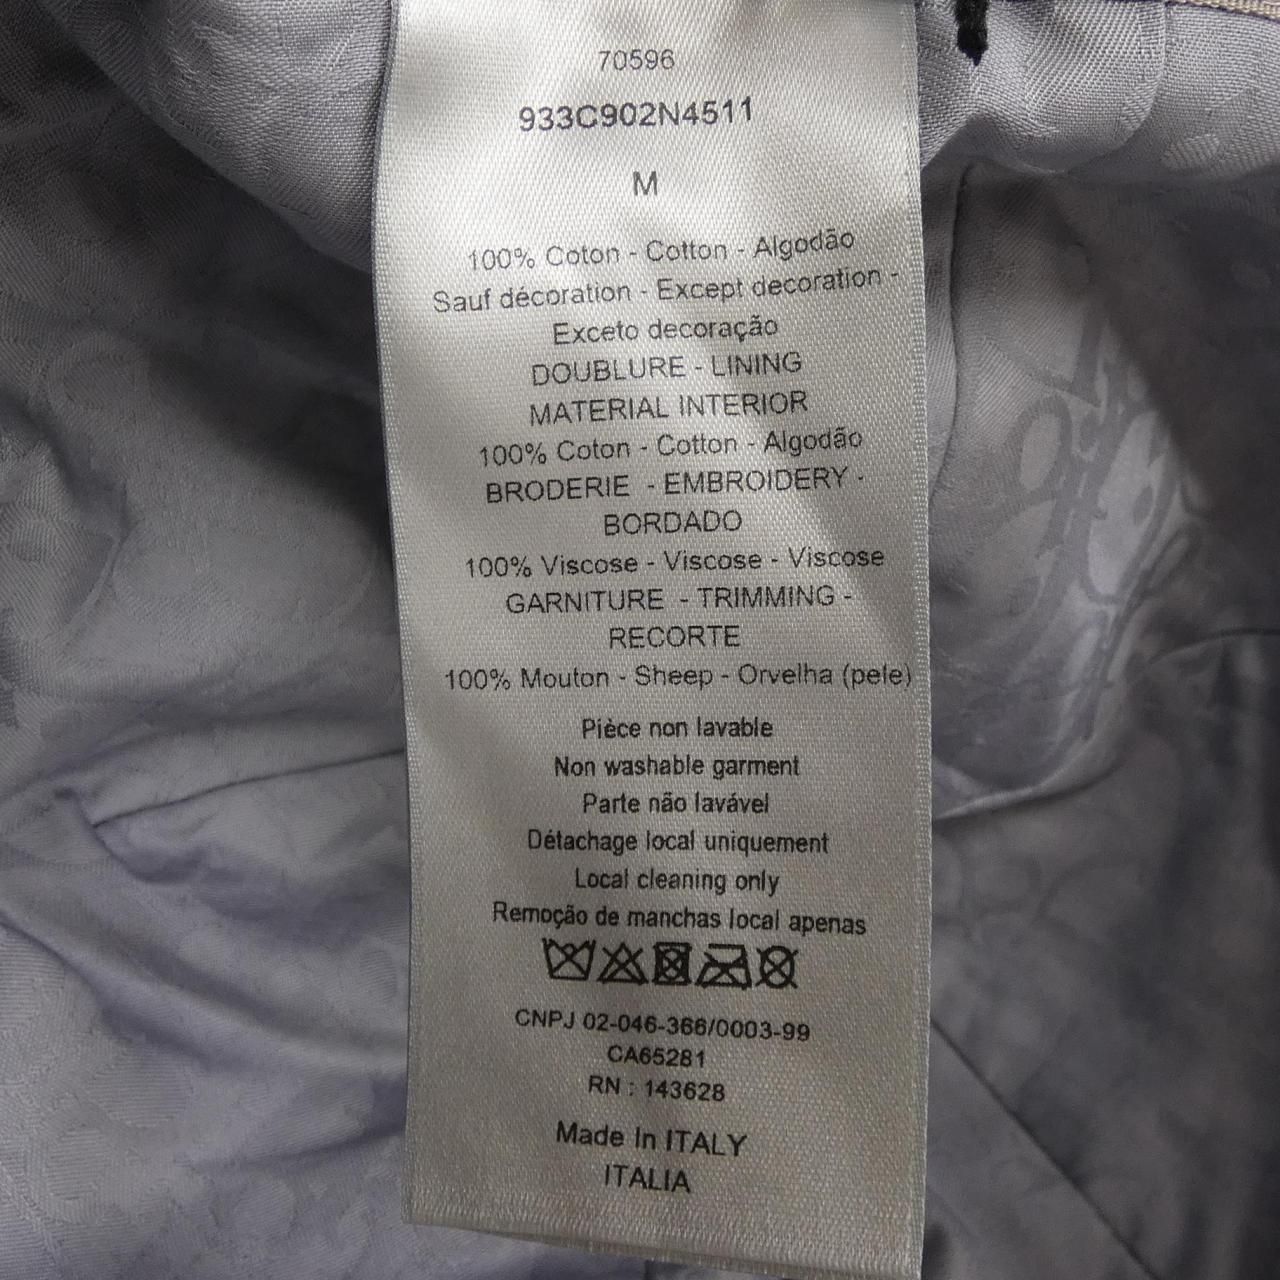 70596
933C902N4511
M
100% Coton - Cotton - Algodão
Sauf décoration - Except decoration -
Exceto decoração
DOUBLURE - LINING
MATERIAL INTERIOR
100% Coton - Cotton - Algodão
BRODERIE - EMBROIDERY -
BORDADO
100% Viscose - Viscose - Viscose
GARNITURE - TRIMMING -
RECORTE
100% Mouton - Sheep - Orvelha (pele)
Pièce non lavable
Non washable garment
Parte não lavável
Détachage local uniquement
Local cleaning only
Remoção de manchas local apenas
CNPJ 02-046-366/0003-99
CA65281
RN : 143628
Made In ITALY
ITALIA